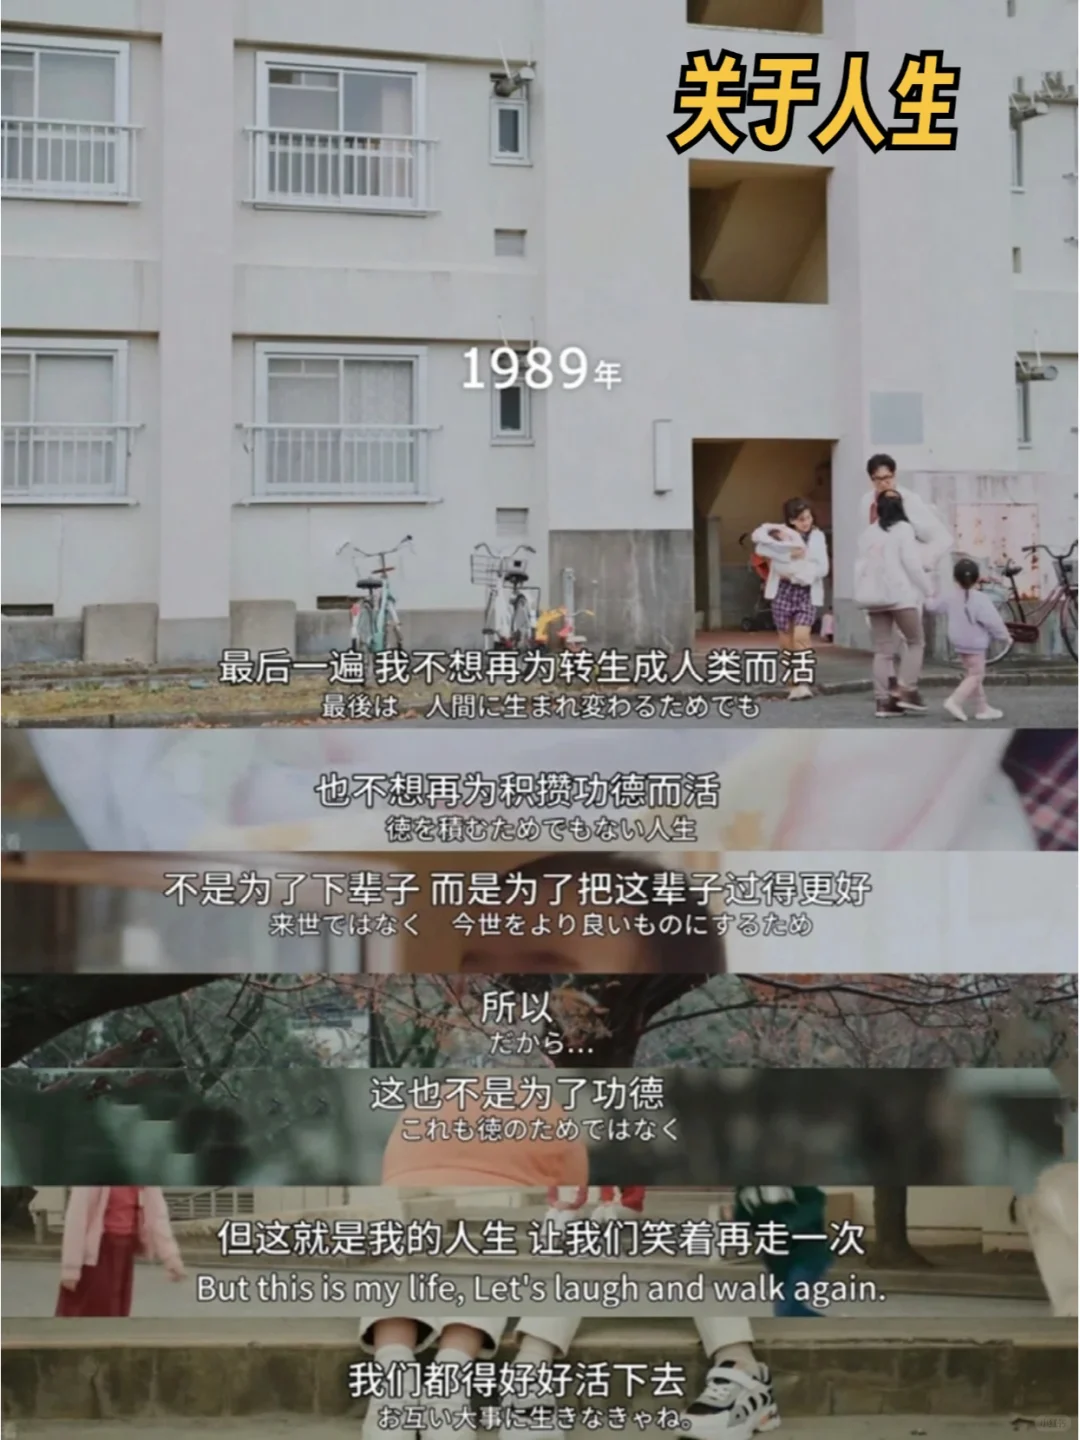 关于人生
1989年
最后一遍 我不想再为转生成人类而活
最後は 人間に生まれ変わるためでも
也不想再为积攒功德而活
徳を積むためでもない人生
不是为了下辈子 而是为了把这辈子过得更好
来世ではなく 今世をより良いものにするため
所以
だから...
这也不是为了功德
これも徳のためではなく
但这就是我的人生 让我们笑着再走一次
But this is my life, Let's laugh and walk again.
我们都得好好活下去
お互い大事に生きなきゃね。